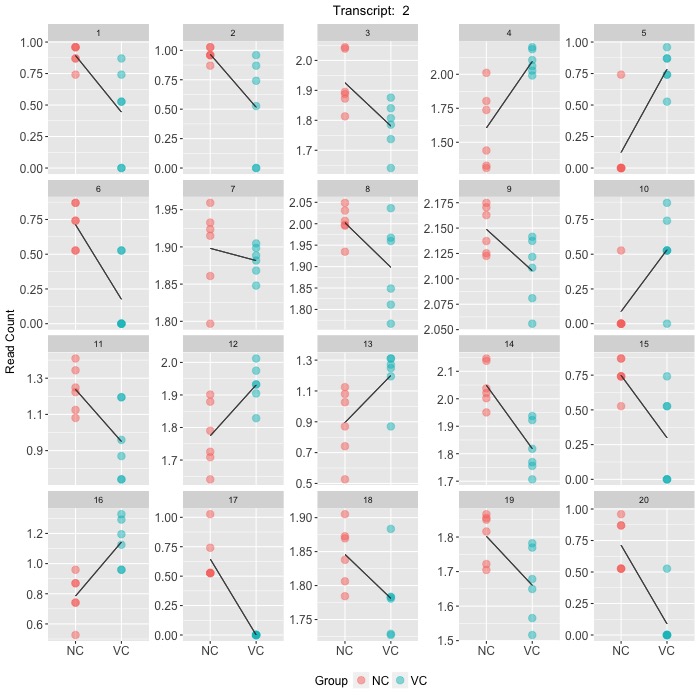 Transcript: 2
1 2 3 4 5
1.00 0.75 0.50 0.25 0.00
1.00 0.75 0.50 0.25 0.00
2.0 1.9 1.8 1.7
2.00 1.75 1.50
1.00 0.75 0.50 0.25 0.00
6 7 8 9 10
0.75 0.50 0.25 0.00
1.95 1.90 1.85 1.80
2.05 2.00 1.95 1.90 1.85 1.80
2.175 2.150 2.125 2.100 2.075 2.050
0.75 0.50 0.25 0.00
Read Count
11 12 13 14 15
1.3 1.1 0.9
2.0 1.9 1.8 1.7
1.3 1.1 0.9 0.7 0.5
2.1 2.0 1.9 1.8 1.7
0.75 0.50 0.25 0.00
16 17 18 19 20
1.2 1.0 0.8 0.6
1.00 0.75 0.50 0.25 0.00
1.90 1.85 1.80 1.75
1.8 1.7 1.6 1.5
1.00 0.75 0.50 0.25 0.00
NC VC NC VC NC VC NC VC NC VC
Group NC VC